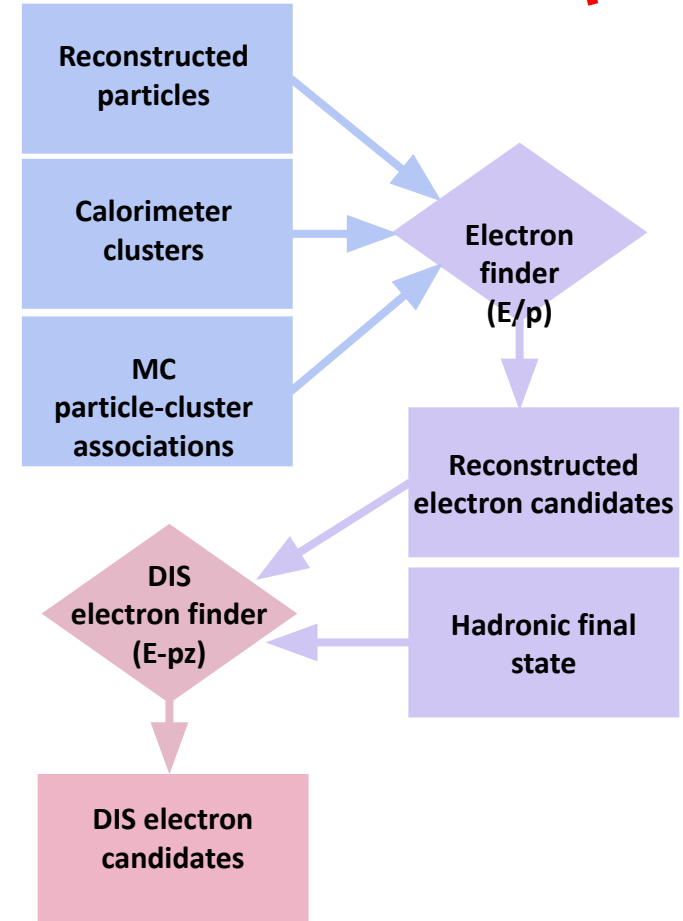 Reconstructed
particles
Calorimeter
clusters
MC
particle-cluster
associations
Electron
finder
(E/p)
Reconstructed
electron candidates
Hadronic final
state
DIS
electron finder
(E-pz)
DIS electron
candidates